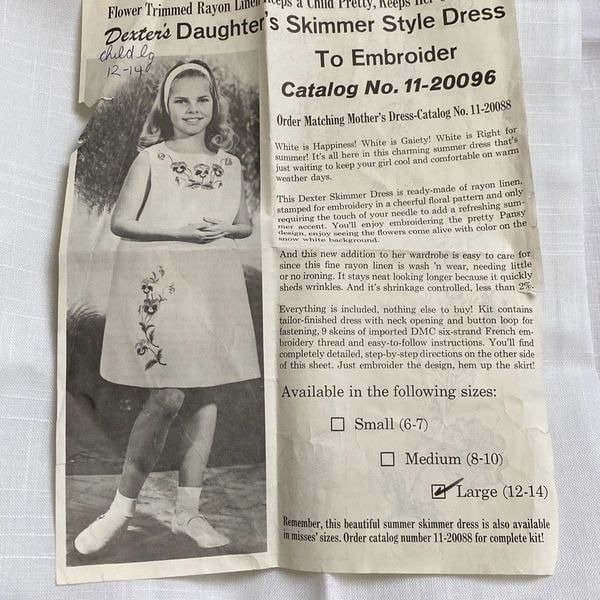 Flower Trimmed Rayon Linen Keeps a Child Pretty, Keeps Her
Dexter's Daughter's Skimmer Style Dress
To Embroider
child lg
12-14
Catalog No. 11-20096
Order Matching Mother's Dress-Catalog No. 11-20088
White is Happiness! White is Gaiety! White is Right for
summer! It's all here in this charming summer dress that's
just waiting to keep your girl cool and comfortable on warm
weather days.
This Dexter Skimmer Dress is ready-made of rayon linen,
stamped for embroidery in a cheerful floral pattern and only
requiring the touch of your needle to add a refreshing sum-
mer accent. You'll enjoy embroidering the pretty Pansy
design, enjoy seeing the flowers come alive with color on the
snow white background.
And this new addition to her wardrobe is easy to care for
since this fine rayon linen is wash 'n wear, needing little
or no ironing. It stays neat looking longer because it quickly
sheds wrinkles. And it's shrinkage controlled, less than 2%.
Everything is included, nothing else to buy! Kit contains
tailor-finished dress with neck opening and button loop for
fastening, 9 skeins of imported DMC six-strand French em-
broidery thread and easy-to-follow instructions. You'll find
completely detailed, step-by-step directions on the other side
of this sheet. Just embroider the design, hem up the skirt!
Available in the following sizes:
Small (6-7)
Medium (8-10)
Large (12-14)
Remember, this beautiful summer skimmer dress is also available
in misses' sizes. Order catalog number 11-20088 for complete kit!